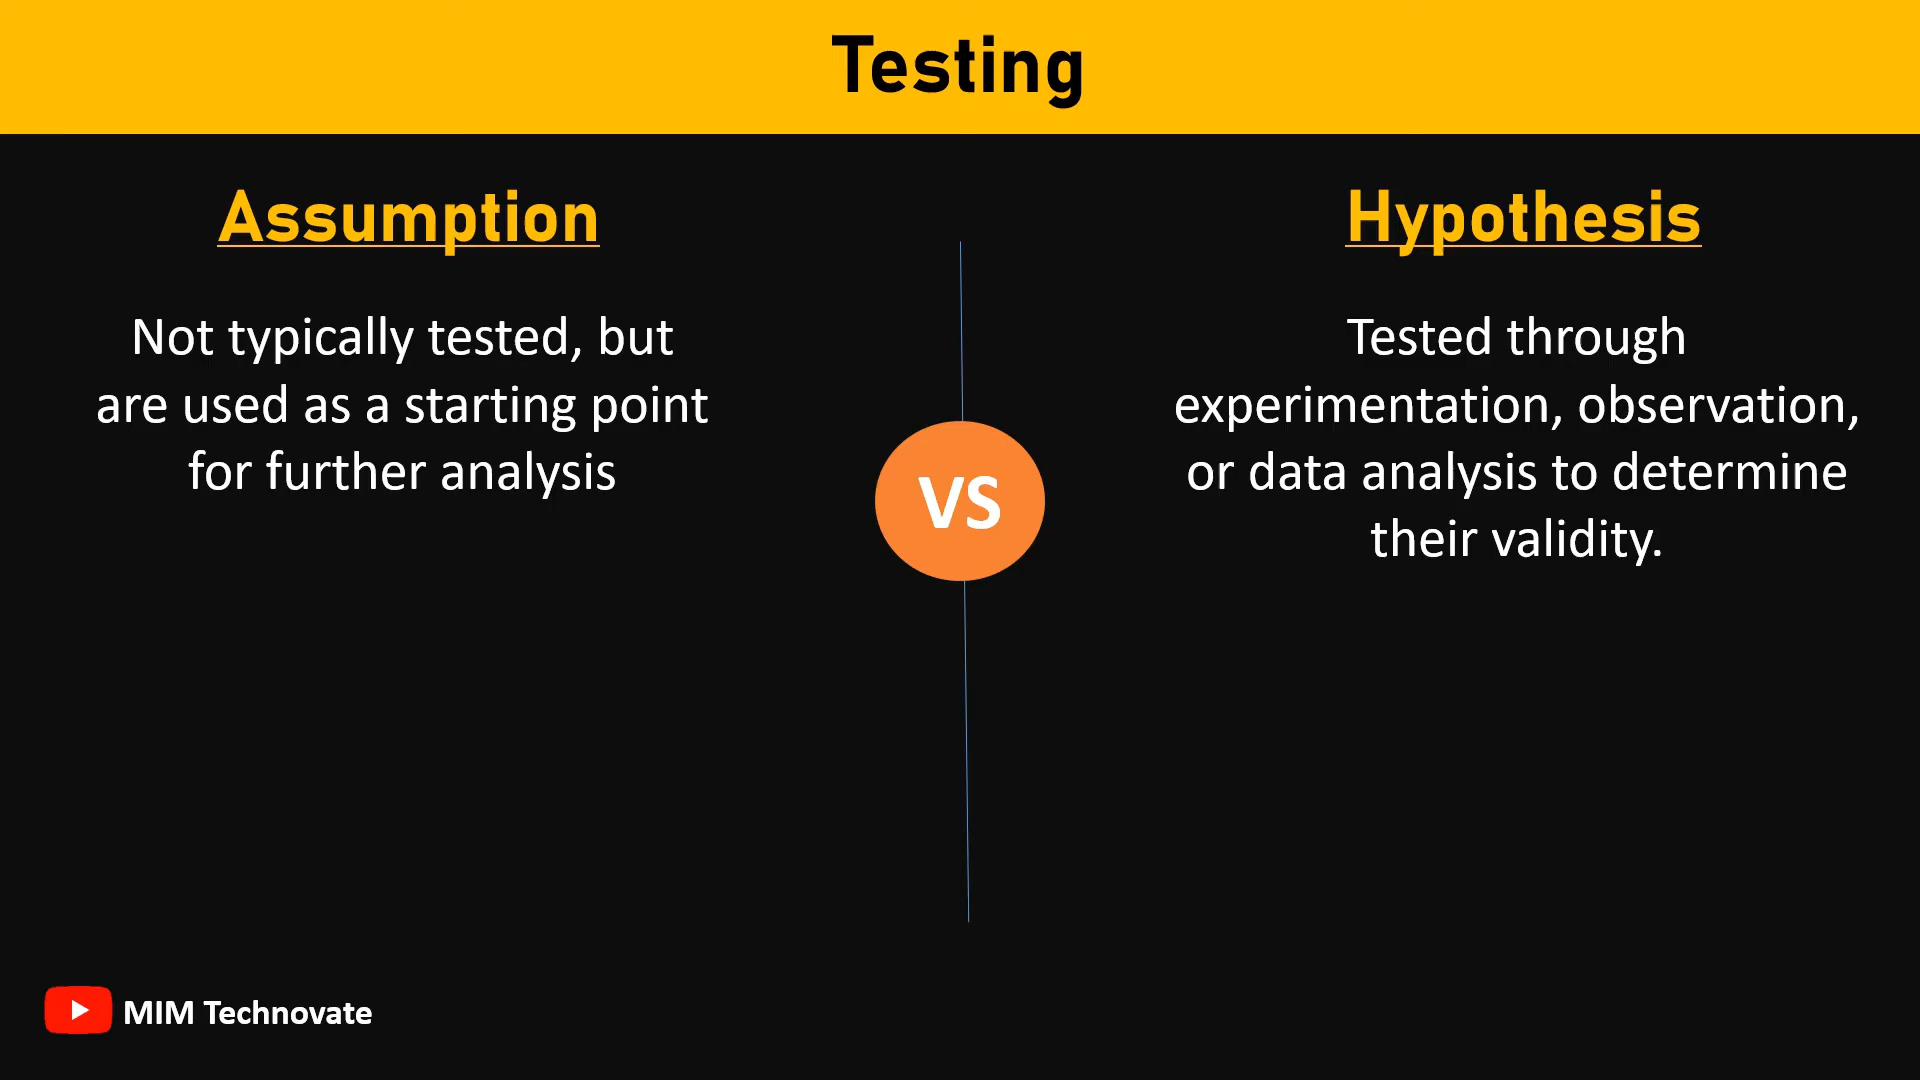 Testing
Assumption
Not typically tested, but
are used as a starting point
for further analysis
VS
Hypothesis
Tested through
experimentation, observation,
or data analysis to determine
their validity.
MIM Technovate